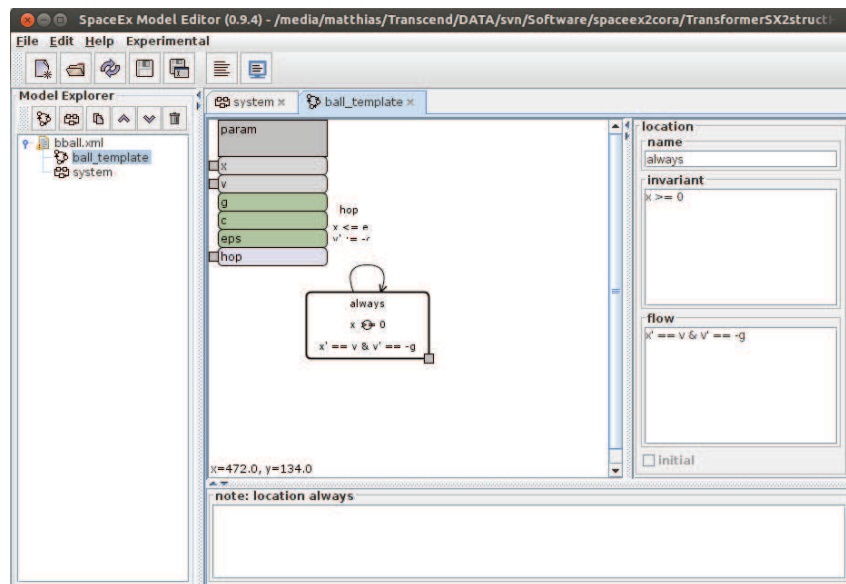 SpaceEx Model Editor (0.9.4) - /media/matthias/Transcend/DATA/svn/Software/spaceex2cora/TransformerSX2struct
File Edit Help Experimental
Model Explorer
bball.xml
ball_template
system
system ×
ball_template ×
param
x
v
g
c
eps
hop
hop
x <= e
always
x 0
x' == v & v' == -g
x=472.0, y=134.0
location
name
always
invariant
x >= 0
flow
x' == v & v' == -g
initial
note: location always